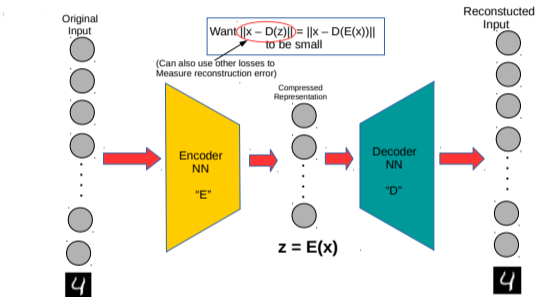 Original
Input
Want ||x – D(z)|| = ||x – D(E(x))||
to be small
Reconstucted
Input
(Can also use other losses to
Measure reconstruction error)
Compressed
Representation
Encoder
NN
“E”
Decoder
NN
“D”
z = E(x)
4
4